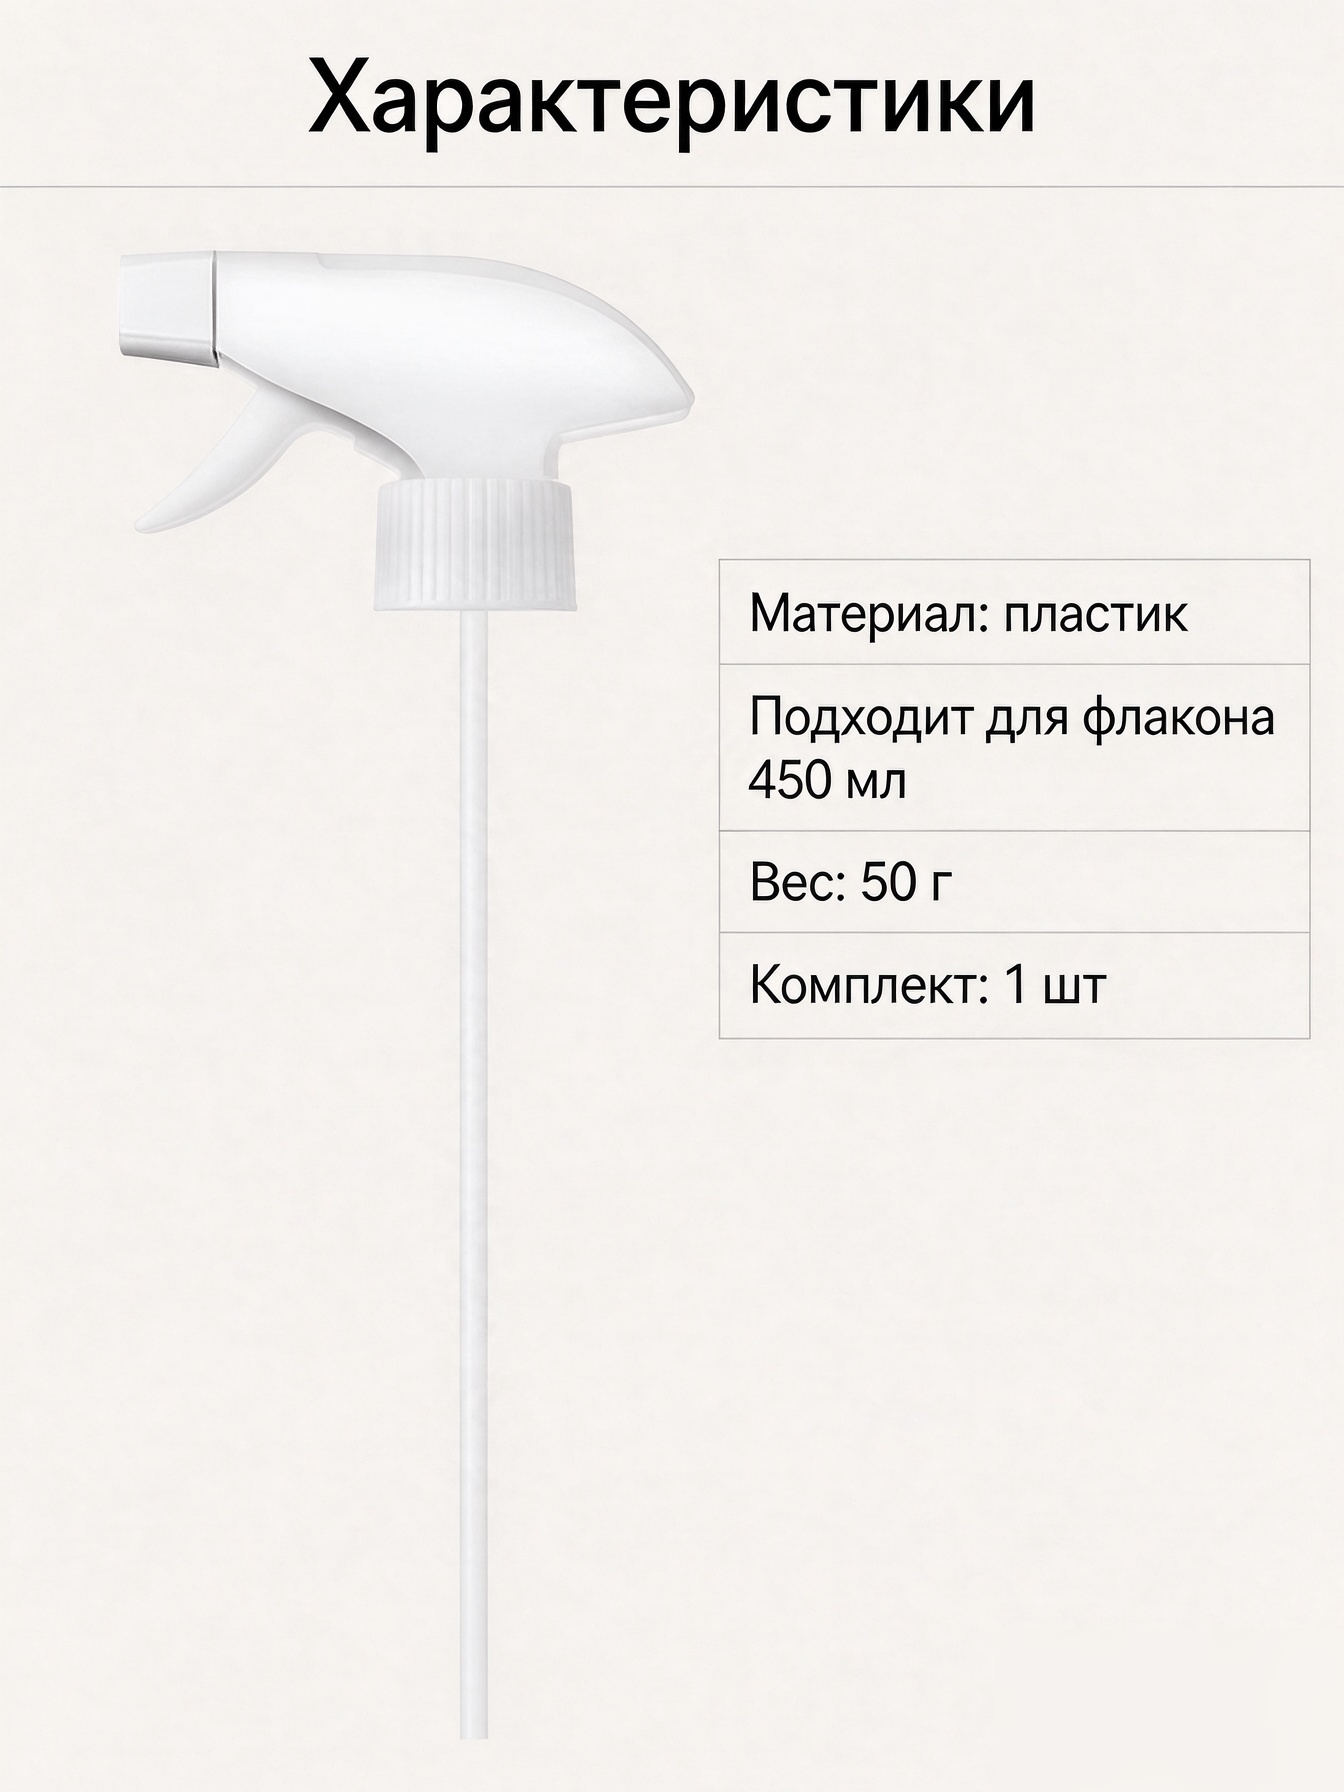 Характеристики
Материал: пластик
Подходит для флакона
450 мл
Вес: 50 г
Комплект: 1 шт